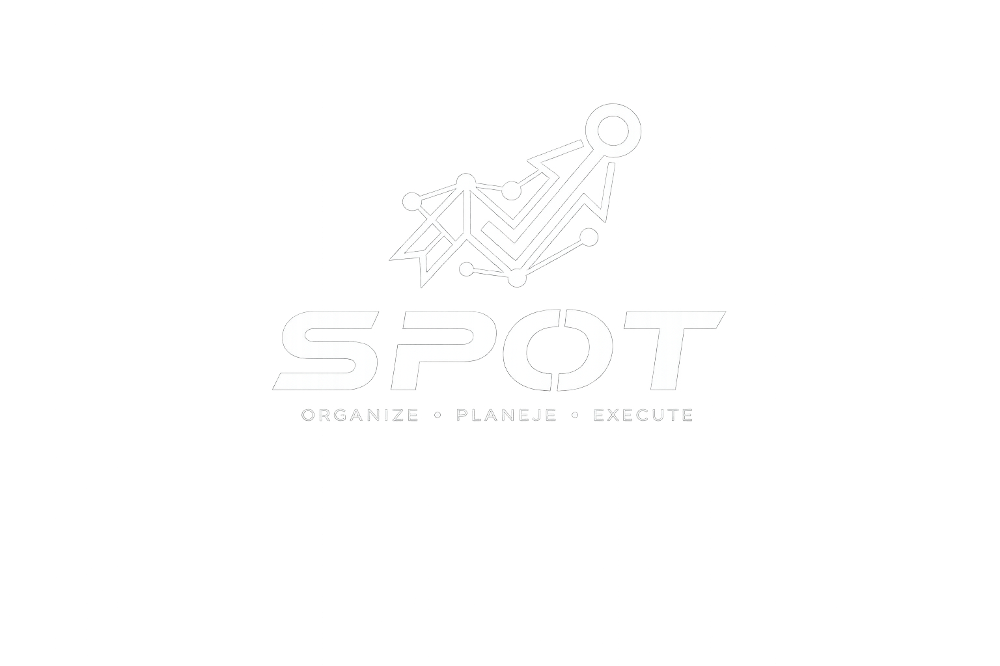 SPOT
ORGANIZE • PLANEJE • EXECUTE